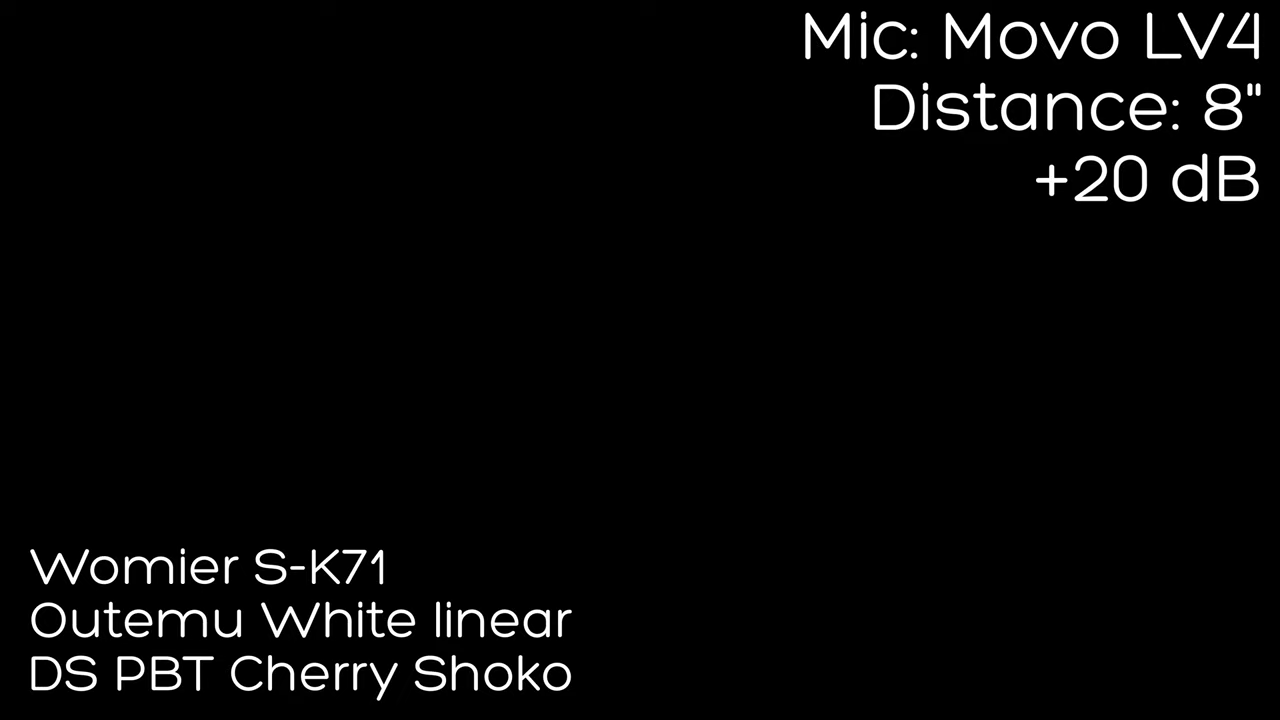 Mic: Movo LV4
Distance: 8"
+20 dB
Womier S-K71
Outemu White linear
DS PBT Cherry Shoko